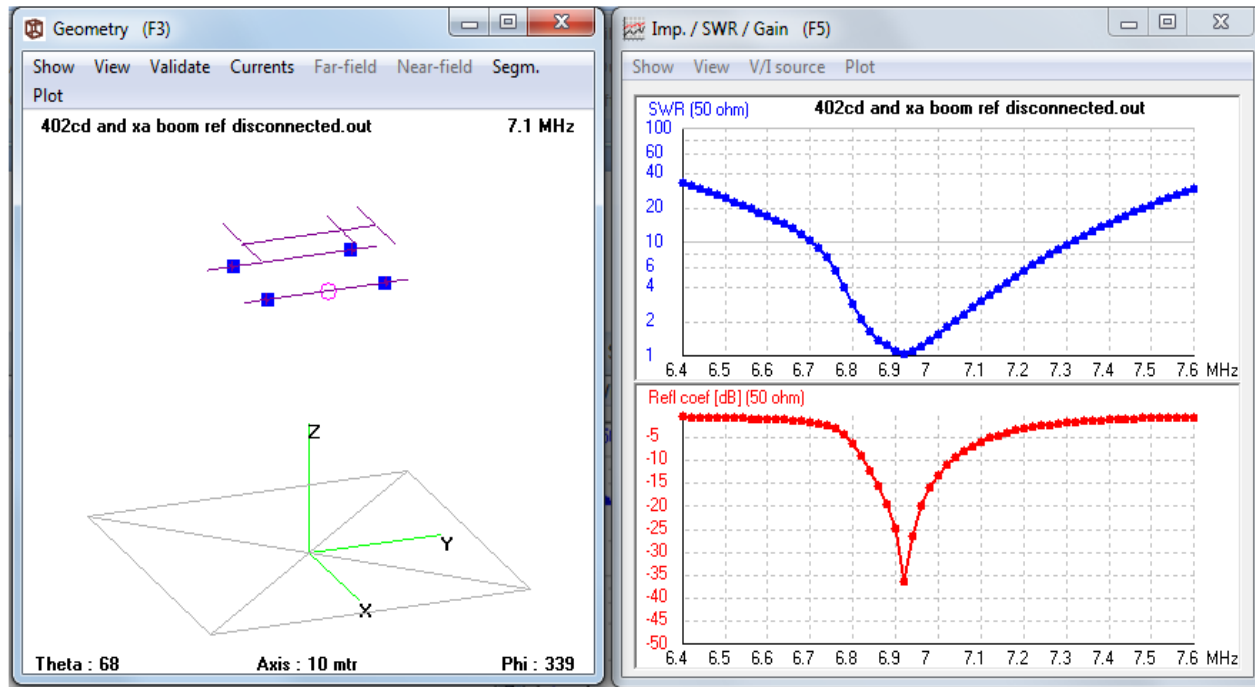 Geometry (F3)
Show View Validate Currents Far-field Near-field Segm.
Plot
402cd and xa boom ref disconnected.out 7.1 MHz
Z
Y
X
Theta : 68 Axis : 10 mtr Phi : 339
Imp. / SWR / Gain (F5)
Show View V/I source Plot
SWR (50 ohm) 402cd and xa boom ref disconnected.out
100
60
40
20
10
6
4
2
1
6.4 6.5 6.6 6.7 6.8 6.9 7 7.1 7.2 7.3 7.4 7.5 7.6 MHz
Refl coef [dB] (50 ohm)
-5
-10
-15
-20
-25
-30
-35
-40
-45
-50
6.4 6.5 6.6 6.7 6.8 6.9 7 7.1 7.2 7.3 7.4 7.5 7.6 MHz